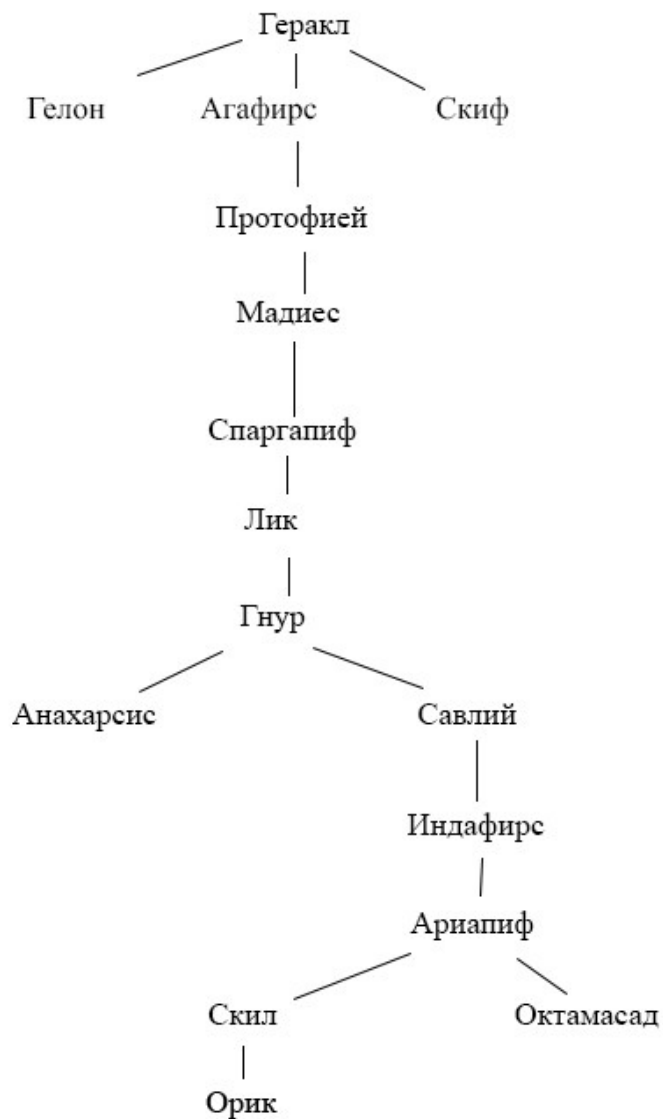 Геракл
Гелон Агафирс Скиф
Протофией
Мадиес
Спаргапиф
Лик
Гнур
Анахарсис Савлий
Индафирс
Ариапиф
Скил Октамасад
Орик